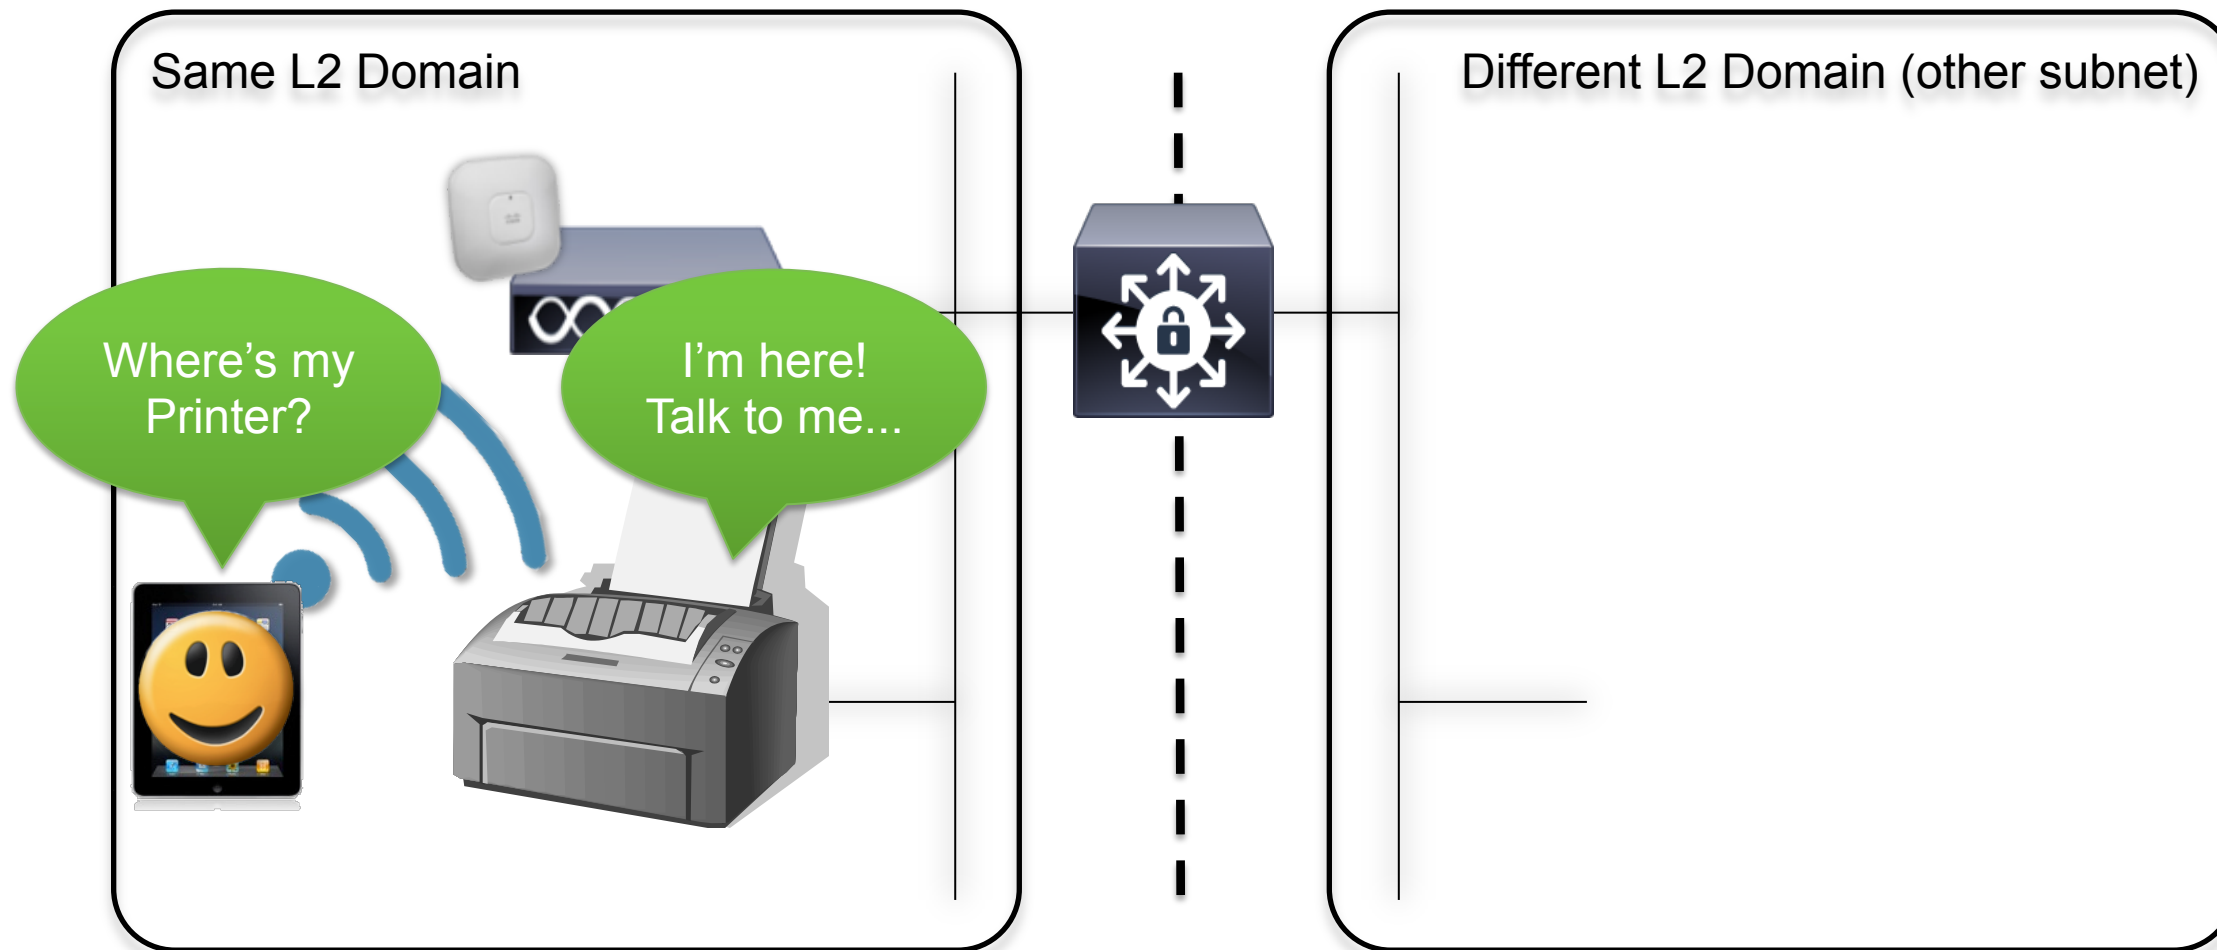 Same L2 Domain
Different L2 Domain (other subnet)
Where’s my
Printer?
I’m here!
Talk to me...